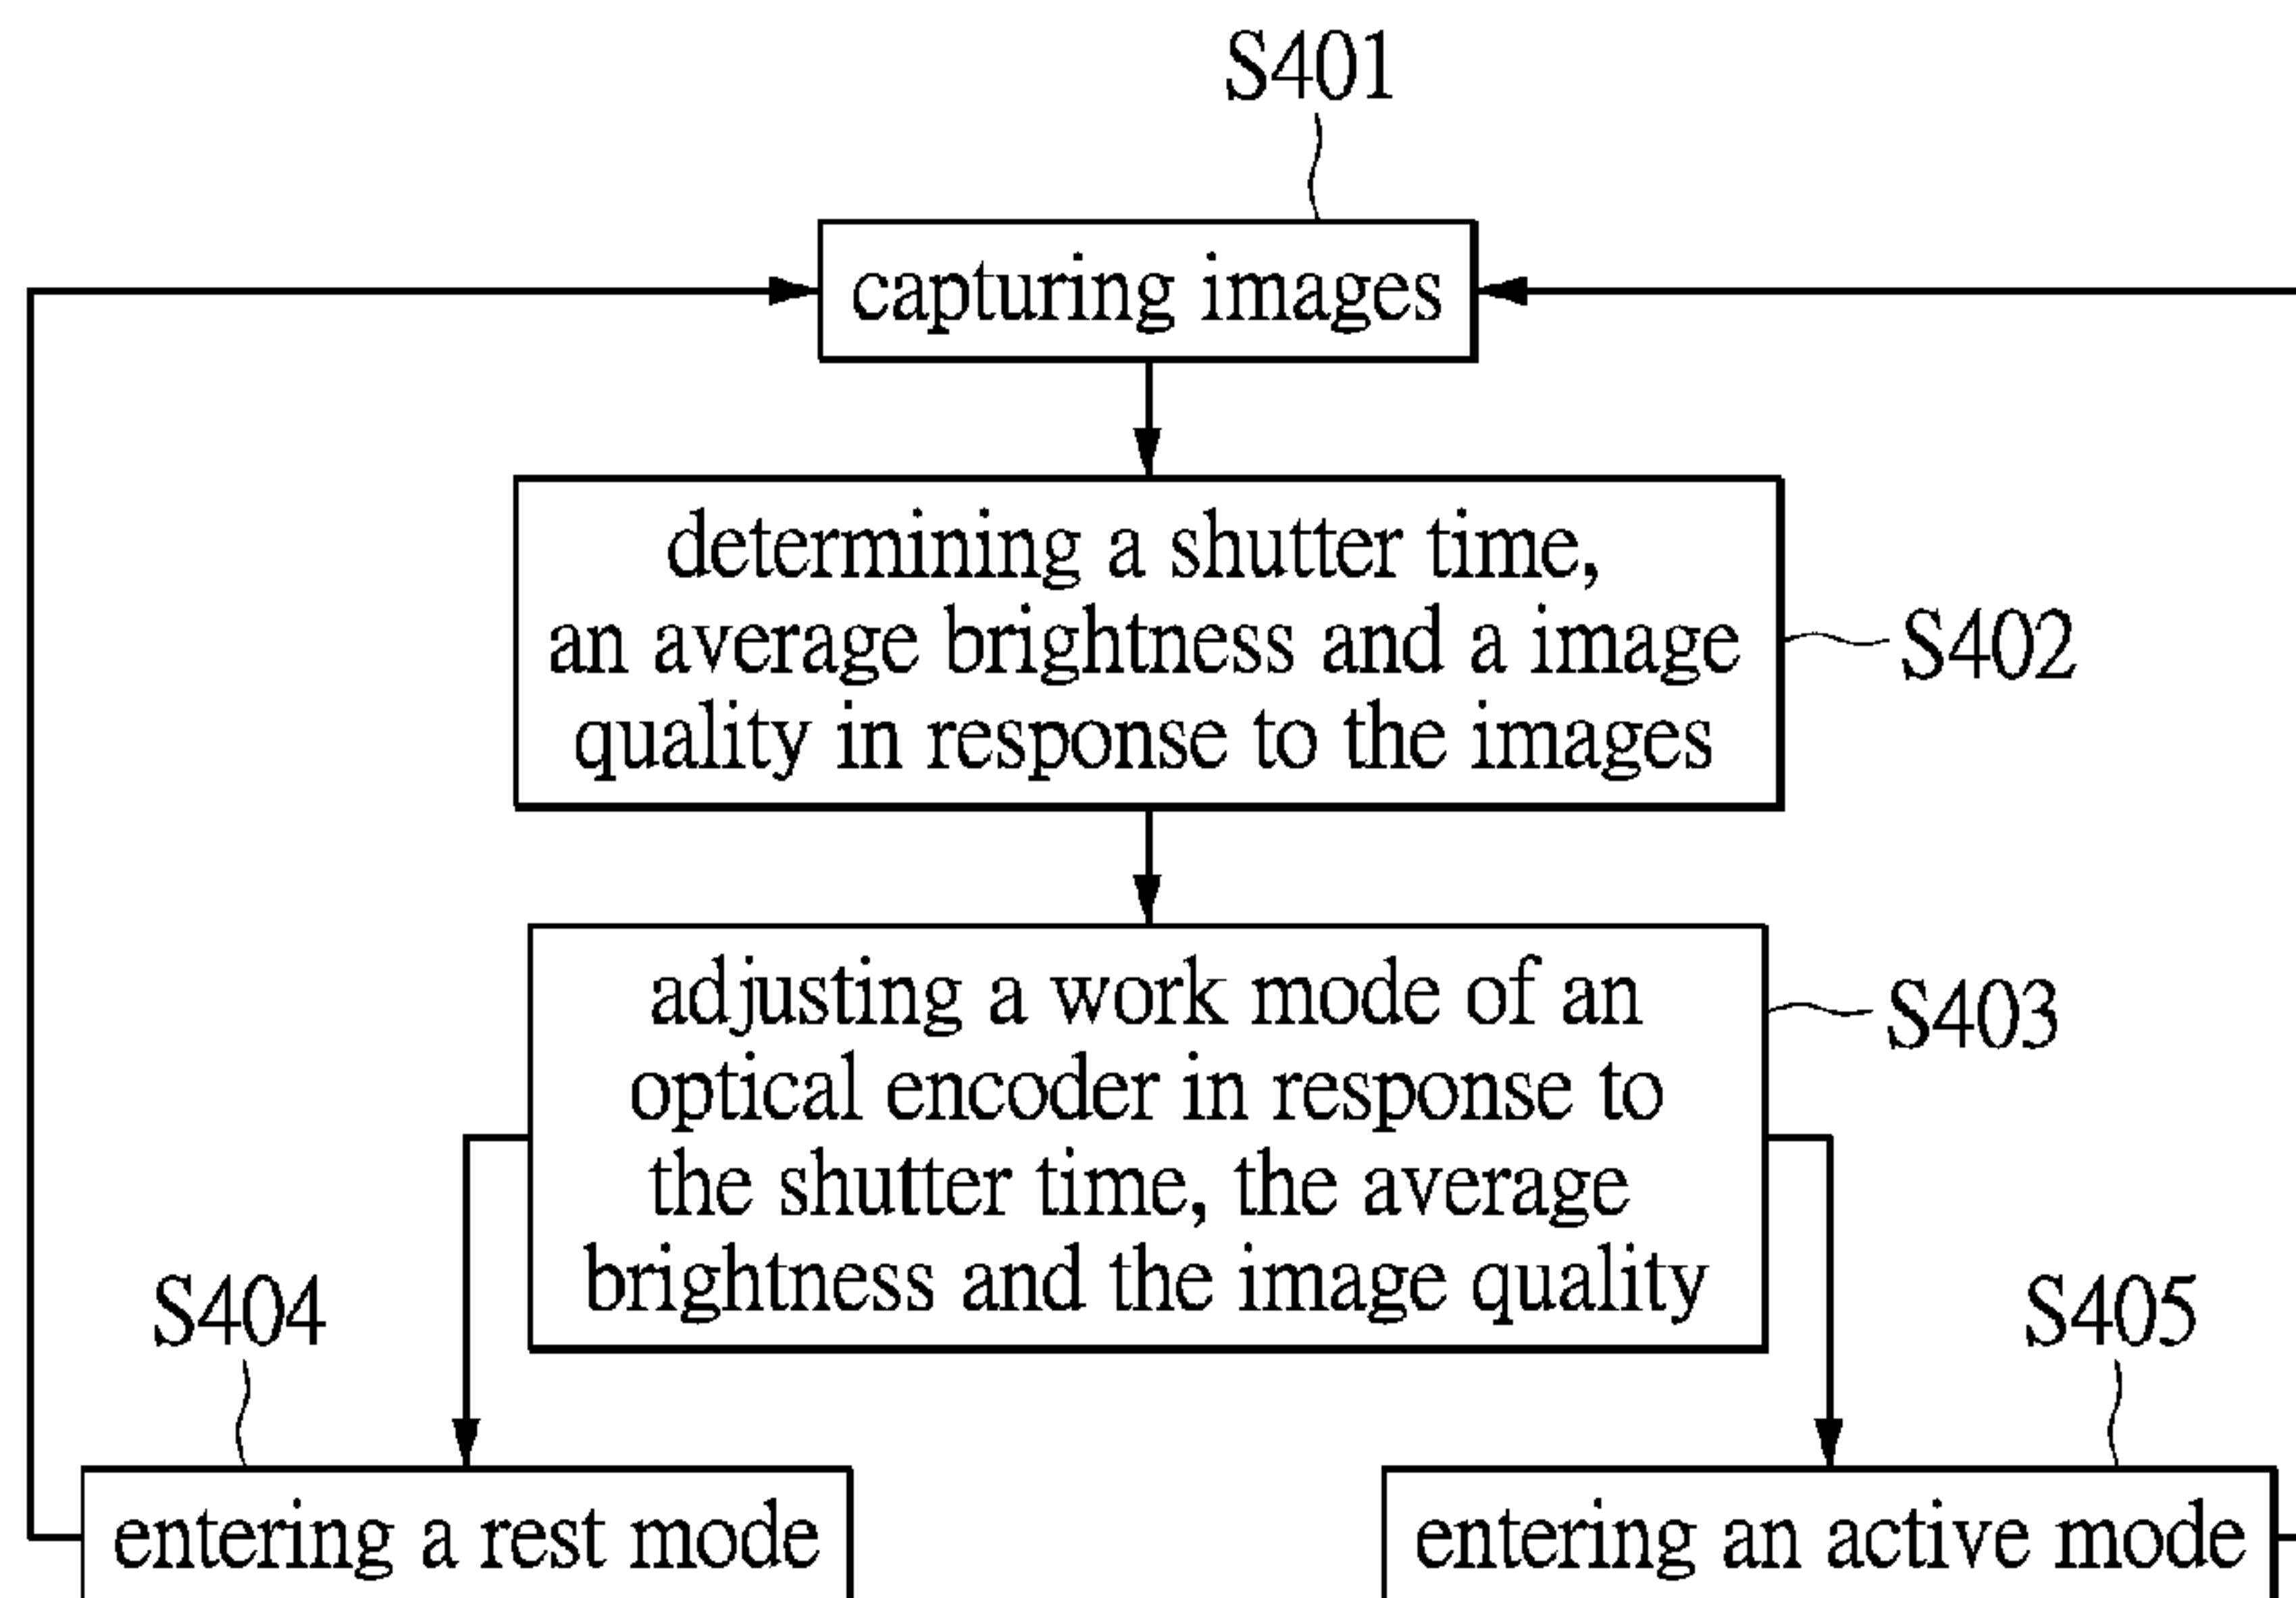 S401
capturing images
determining a shutter time,
an average brightness and a image
quality in response to the images
S402
adjusting a work mode of an
optical encoder in response to
the shutter time, the average
brightness and the image quality
S403
S404
entering a rest mode
S405
entering an active mode